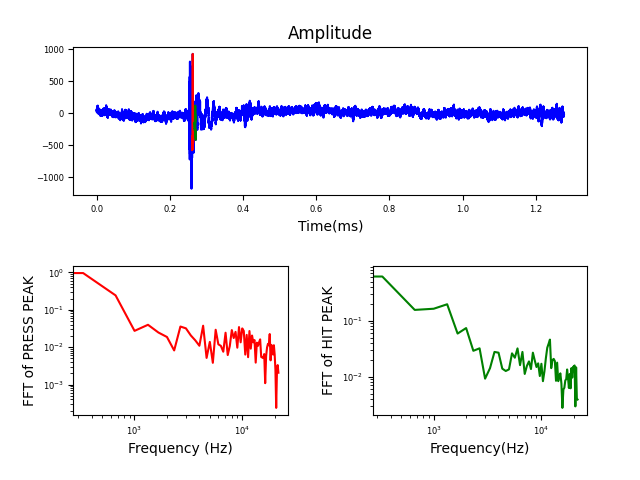 Amplitude
1000
500
0
−500
−1000
0.0 0.2 0.4 0.6 0.8 1.0 1.2
Time(ms)
FFT of PRESS PEAK
10⁰
10⁻¹
10⁻²
10⁻³
10³ 10⁴
Frequency (Hz)
FFT of HIT PEAK
10⁻¹
10⁻²
10³ 10⁴
Frequency(Hz)